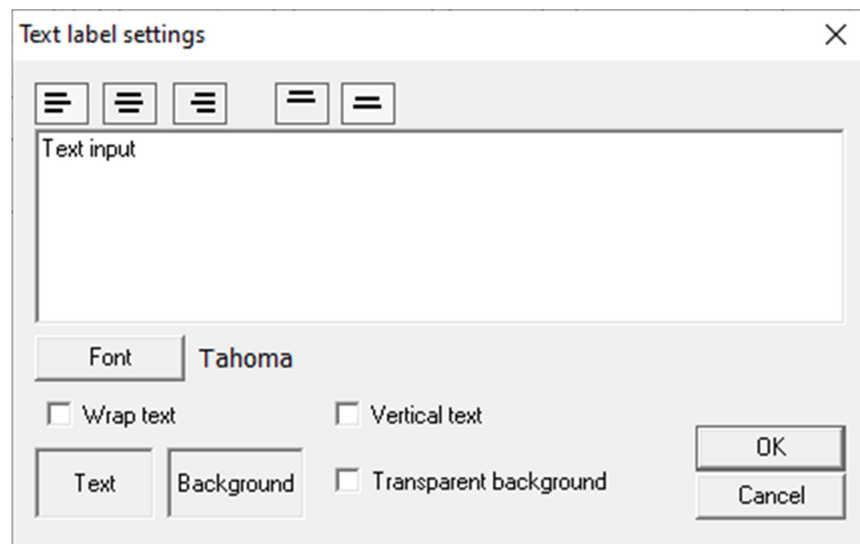 Text label settings
Text input
Font Tahoma
Wrap text Vertical text
Text Background Transparent background
OK
Cancel